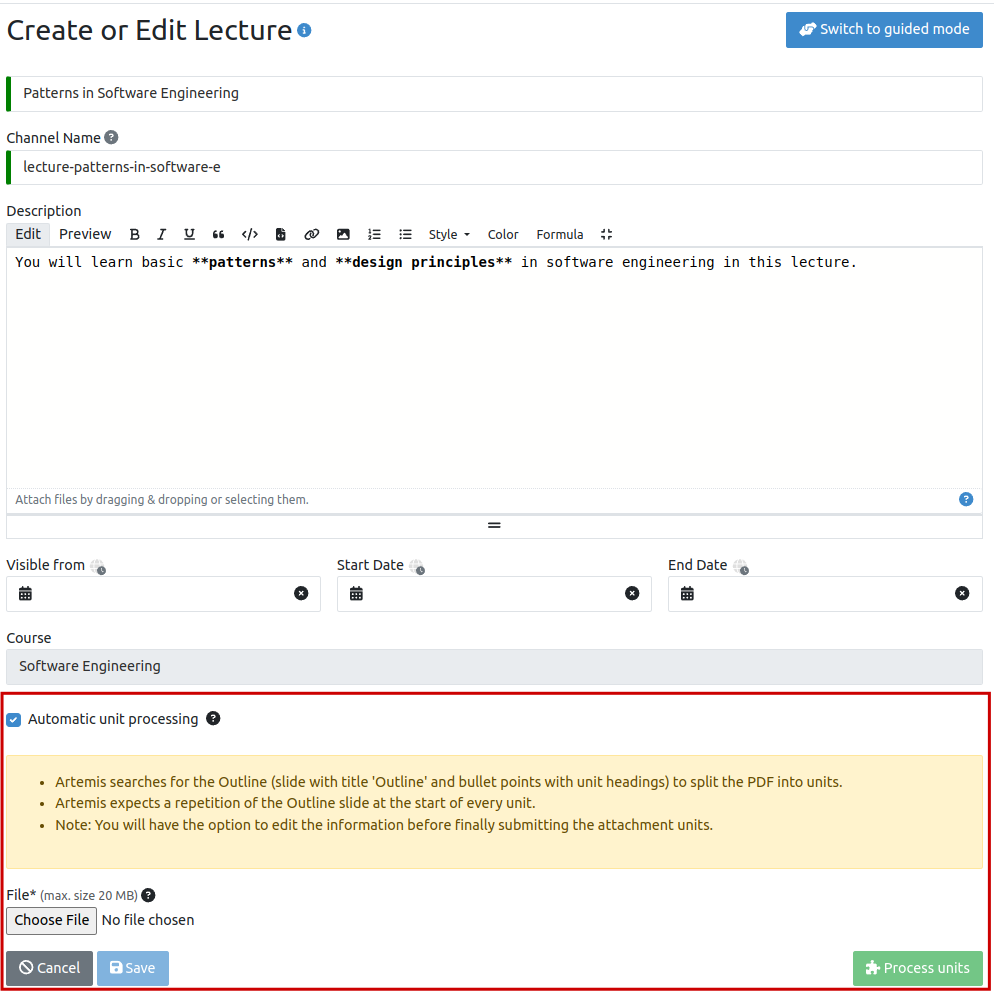 Create or Edit Lecture
Switch to guided mode
Patterns in Software Engineering
Channel Name
lecture-patterns-in-software-e
Description
Edit Preview B I U Style Color Formula
You will learn basic **patterns** and **design principles** in software engineering in this lecture.
Attach files by dragging & dropping or selecting them.
Visible from Start Date End Date
Course
Software Engineering
Automatic unit processing
• Artemis searches for the Outline (slide with title 'Outline' and bullet points with unit headings) to split the PDF into units.
• Artemis expects a repetition of the Outline slide at the start of every unit.
• Note: You will have the option to edit the information before finally submitting the attachment units.
File* (max. size 20 MB)
Choose File No file chosen
Cancel Save Process units